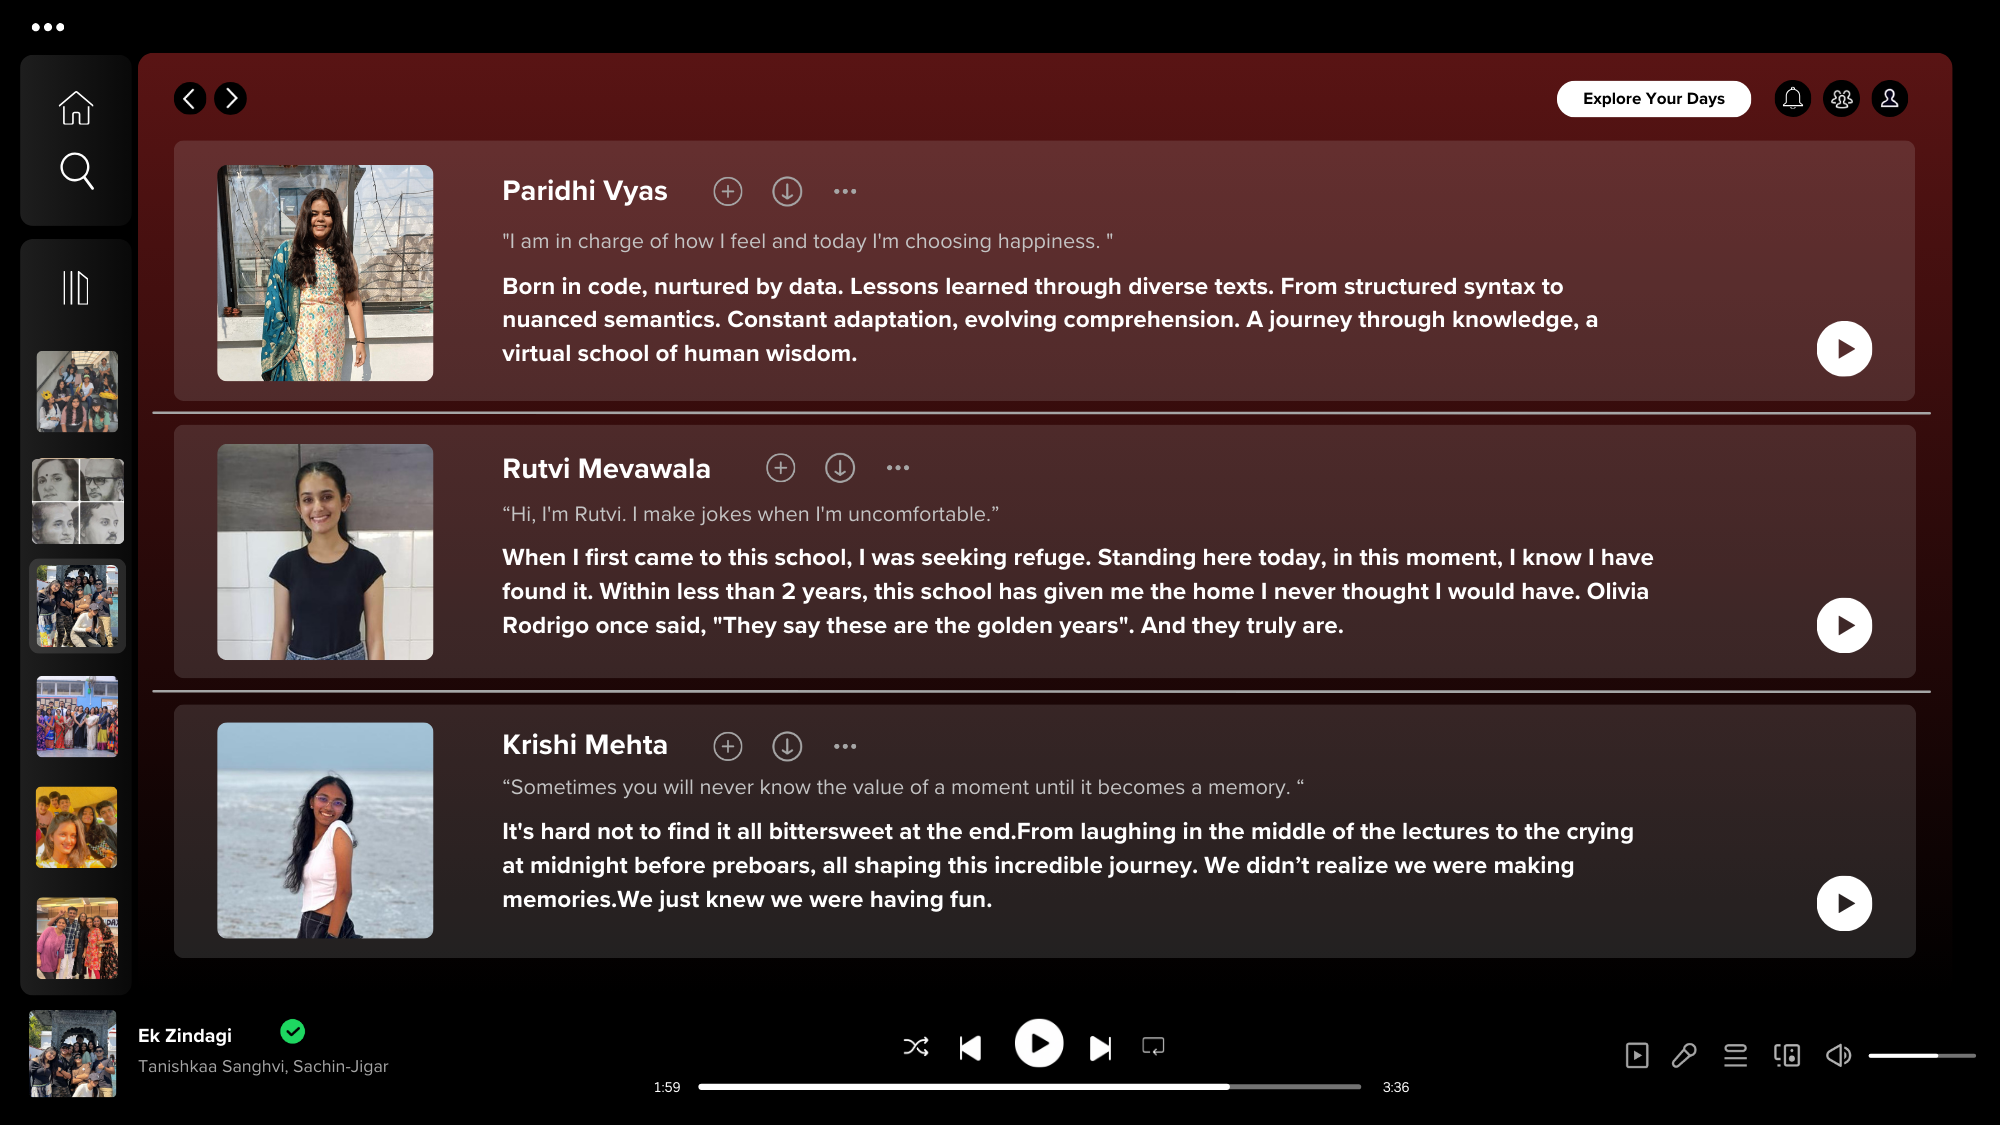 Explore Your Days
Paridhi Vyas
"I am in charge of how I feel and today I'm choosing happiness. "
Born in code, nurtured by data. Lessons learned through diverse texts. From structured syntax to
nuanced semantics. Constant adaptation, evolving comprehension. A journey through knowledge, a
virtual school of human wisdom.
Rutvi Mevawala
“Hi, I'm Rutvi. I make jokes when I'm uncomfortable.”
When I first came to this school, I was seeking refuge. Standing here today, in this moment, I know I have
found it. Within less than 2 years, this school has given me the home I never thought I would have. Olivia
Rodrigo once said, "They say these are the golden years". And they truly are.
Krishi Mehta
“Sometimes you will never know the value of a moment until it becomes a memory. “
It's hard not to find it all bittersweet at the end.From laughing in the middle of the lectures to the crying
at midnight before preboars, all shaping this incredible journey. We didn’t realize we were making
memories.We just knew we were having fun.
Ek Zindagi
Tanishkaa Sanghvi, Sachin-Jigar
1:59
3:36